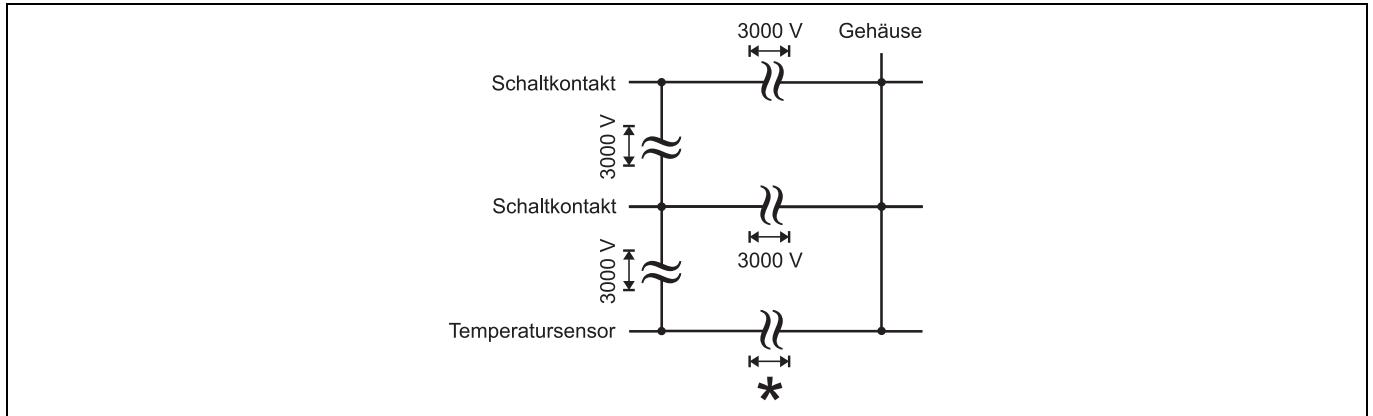 3000 V
Gehäuse
Schaltkontakt
3000 V
Schaltkontakt
3000 V
3000 V
Temperatursensor
*